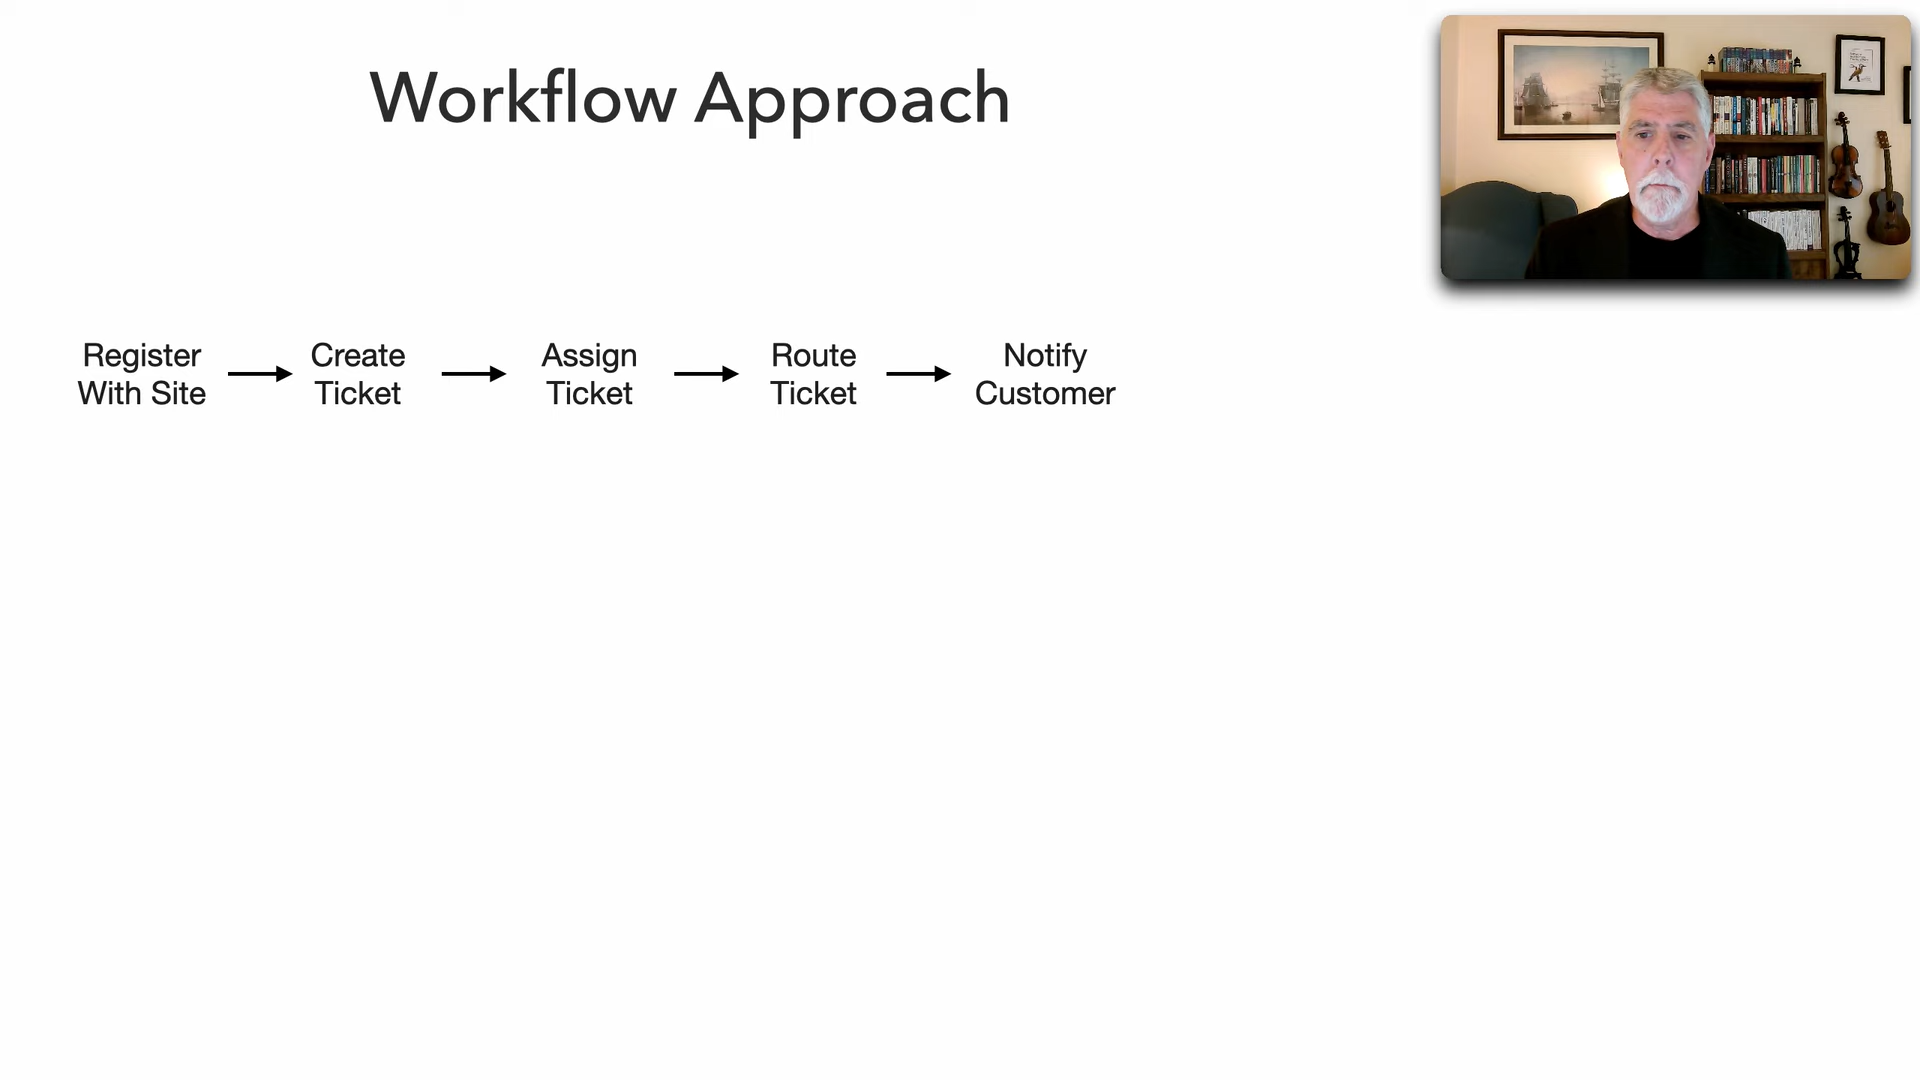 Workflow Approach
Register
With Site
Create
Ticket
Assign
Ticket
Route
Ticket
Notify
Customer